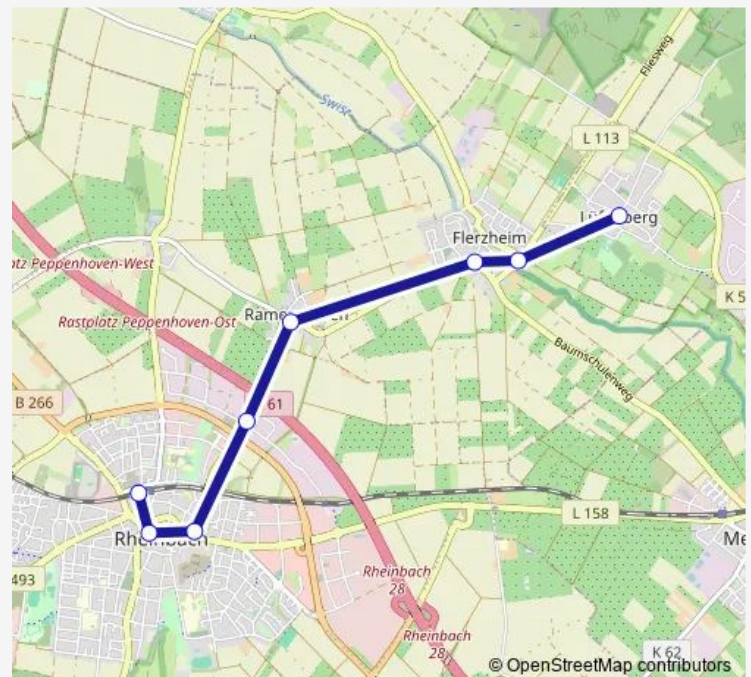 Swist
Fliesweg
L 113
Flerzheim
K 5
tz Peppenhoven-West
Rastplatz Peppenhoven-Ost
Baumschulenweg
B 266
61
L 158
Rheinbach
Me
493
Rheinbach
28
Rheinbach
28
K 62
© OpenStreetMap contributors